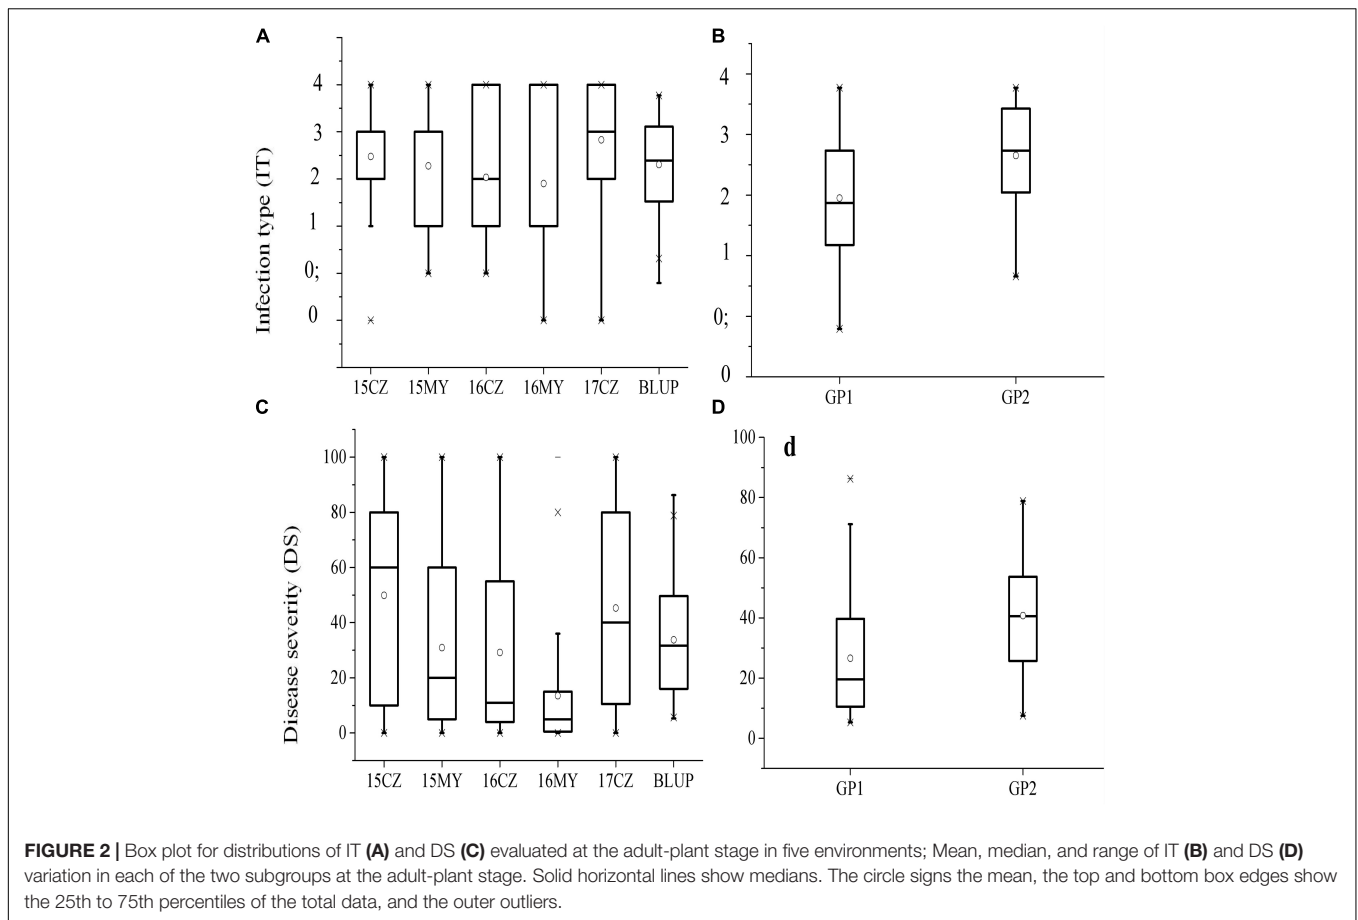 A
Infection type (IT)
4
3
2
1
0;
0
15CZ 15MY 16CZ 16MY 17CZ BLUP
B
4
3
2
1
0;
0
GP1 GP2
C
Disease severity (DS)
100
80
60
40
20
0
15CZ 15MY 16CZ 16MY 17CZ BLUP
D
d
100
80
60
40
20
0
GP1 GP2
FIGURE 2 | Box plot for distributions of IT (A) and DS (C) evaluated at the adult-plant stage in five environments; Mean, median, and range of IT (B) and DS (D)
variation in each of the two subgroups at the adult-plant stage. Solid horizontal lines show medians. The circle signs the mean, the top and bottom box edges show
the 25th to 75th percentiles of the total data, and the outer outliers.